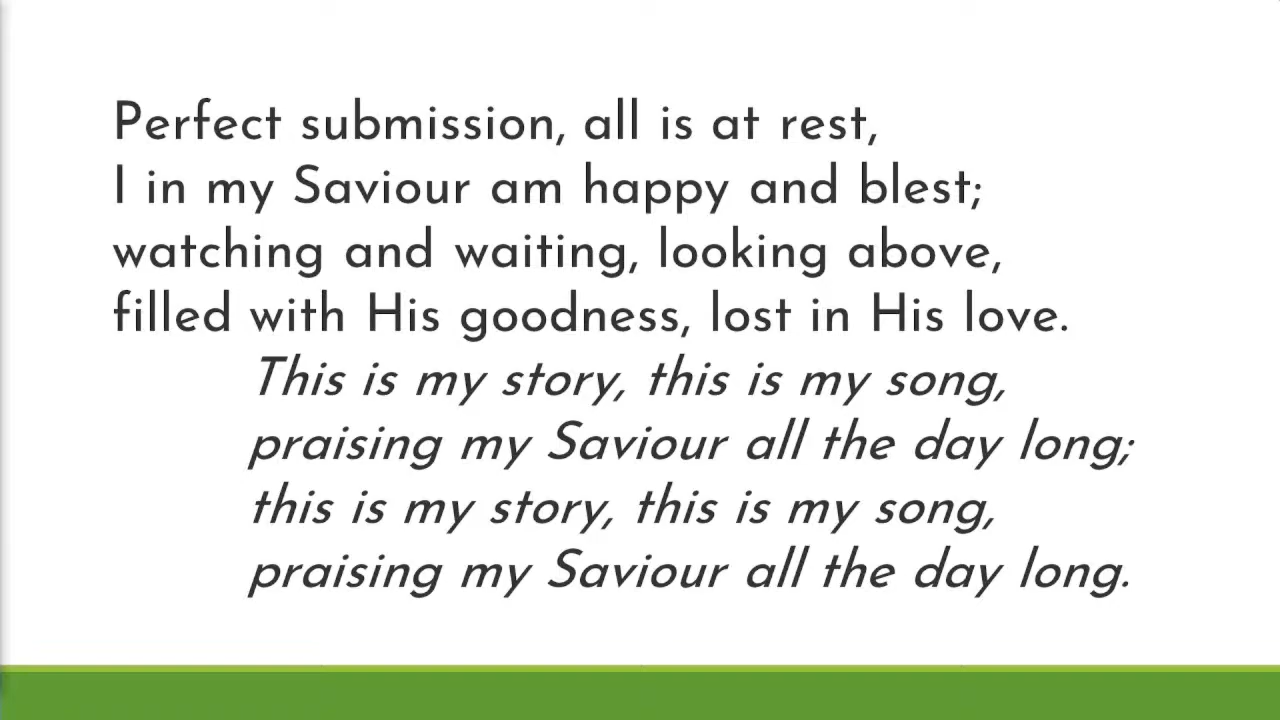 Perfect submission, all is at rest,
I in my Saviour am happy and blest;
watching and waiting, looking above,
filled with His goodness, lost in His love.
This is my story, this is my song,
praising my Saviour all the day long;
this is my story, this is my song,
praising my Saviour all the day long.